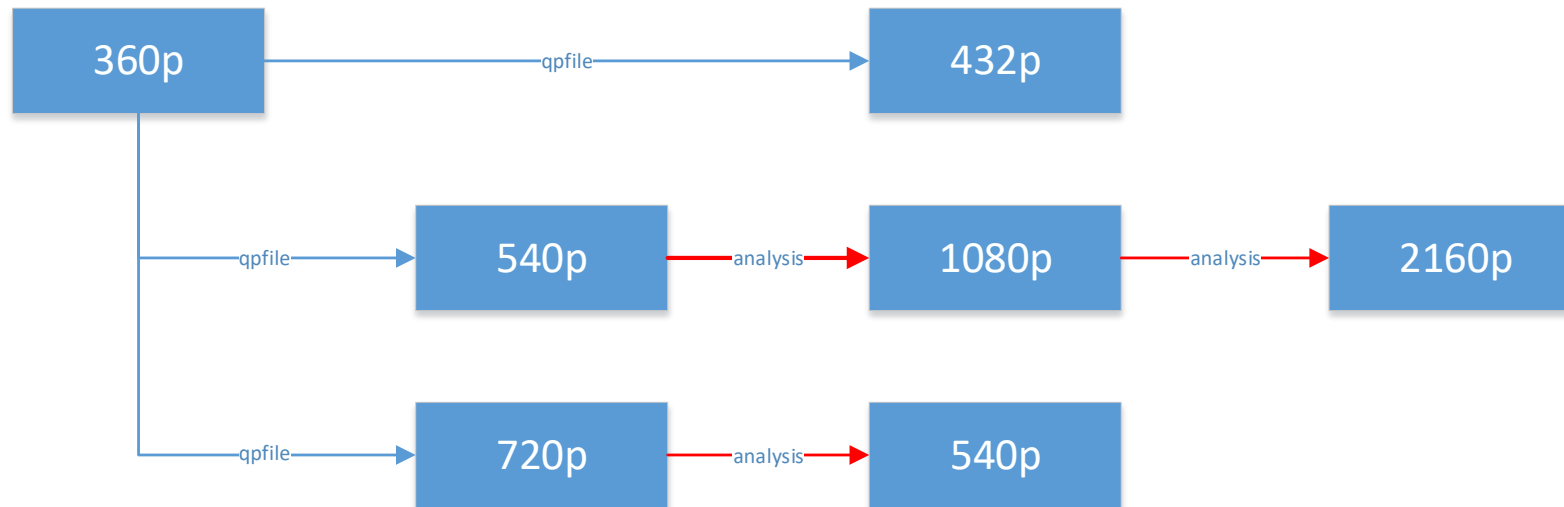 360p
qpfile
432p
qpfile
540p
analysis
1080p
analysis
2160p
qpfile
720p
analysis
540p